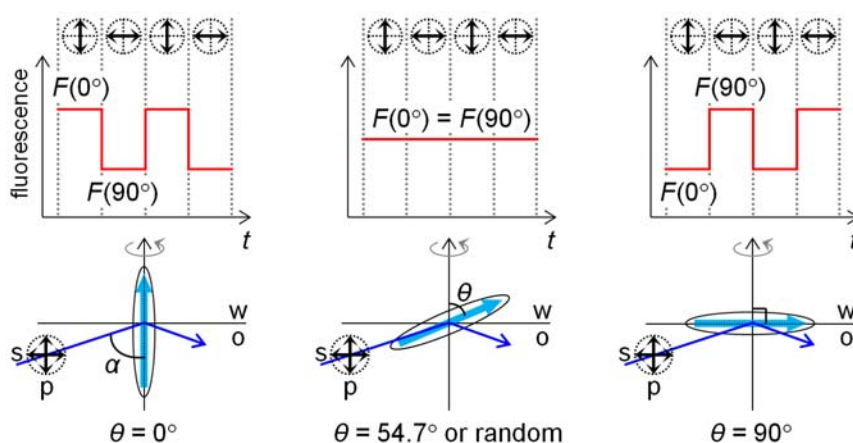 fluorescence
F(0°)
F(90°)
t
F(0°) = F(90°)
t
F(90°)
F(0°)
t
w
o
s
p
α
θ = 0°
θ
w
o
s
p
θ = 54.7° or random
w
o
s
p
θ = 90°